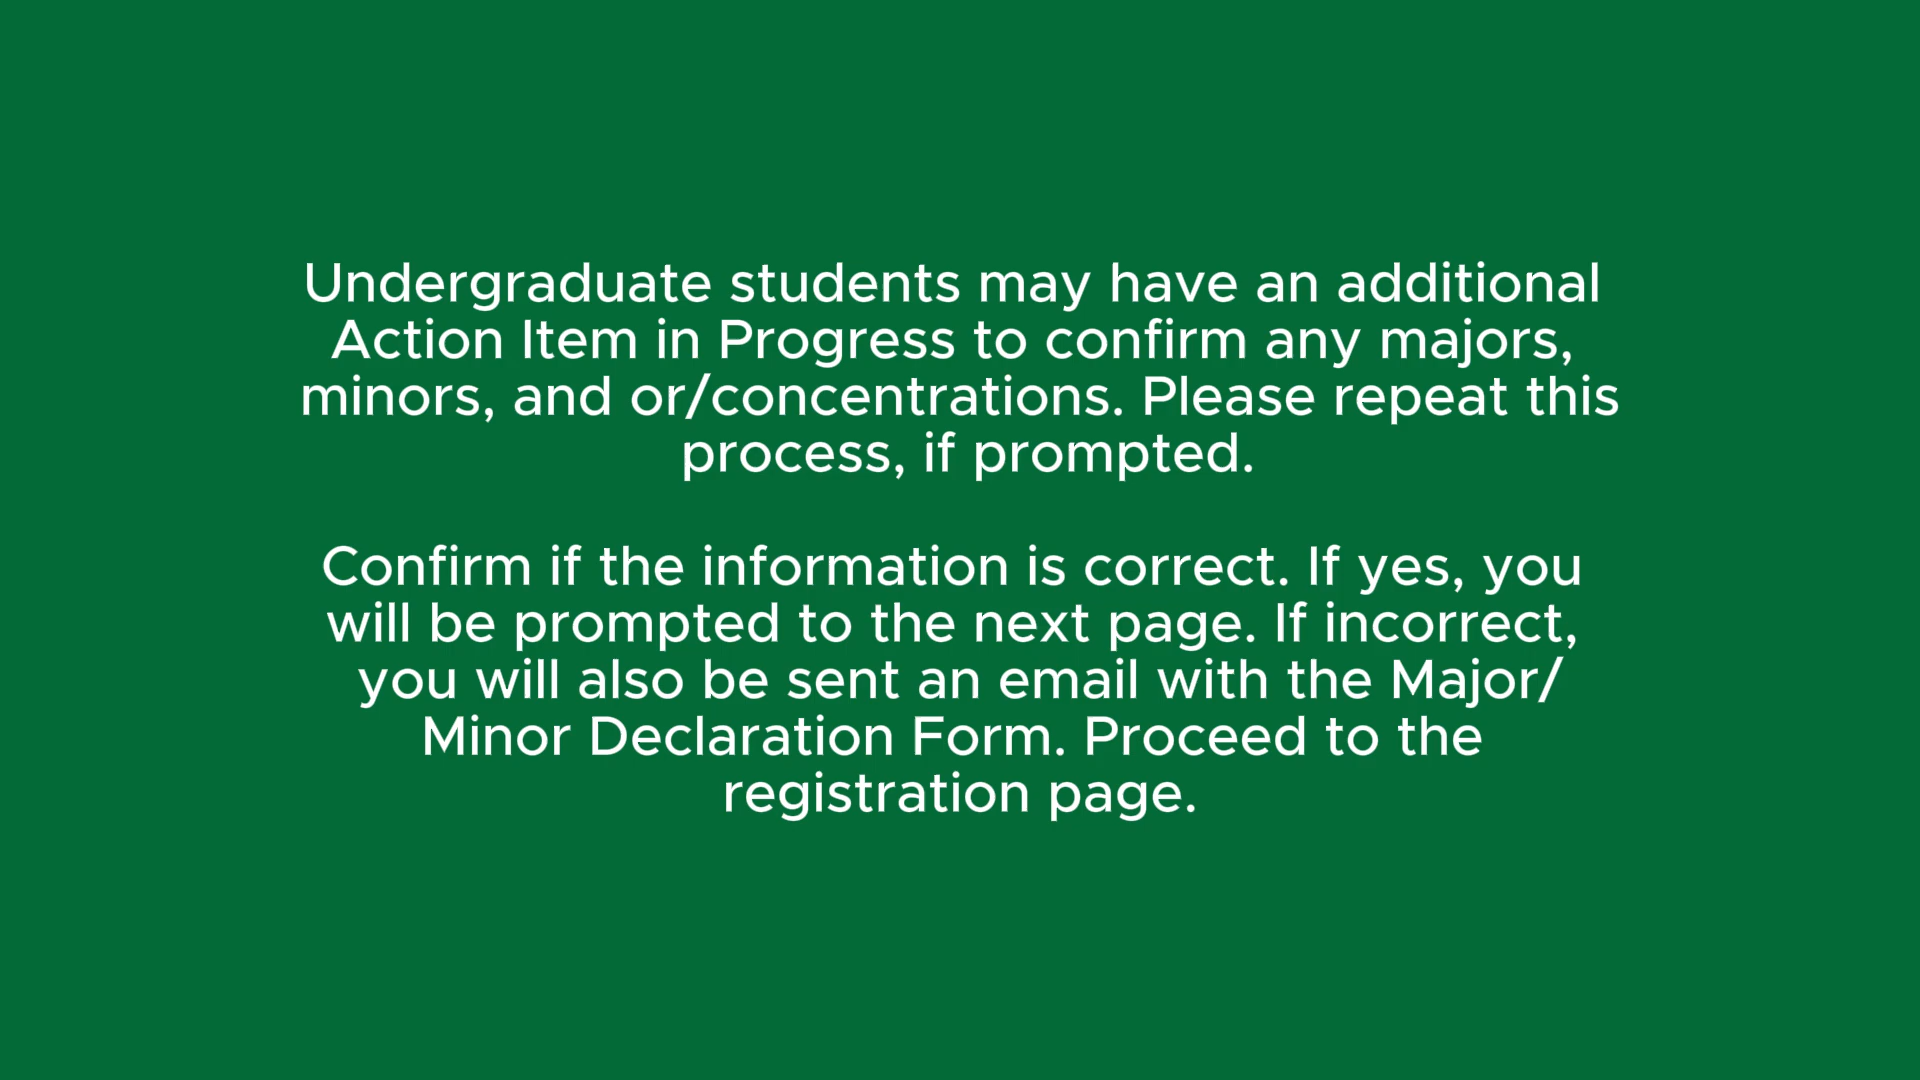 Undergraduate students may have an additional
Action Item in Progress to confirm any majors,
minors, and or/concentrations. Please repeat this
process, if prompted.
Confirm if the information is correct. If yes, you
will be prompted to the next page. If incorrect,
you will also be sent an email with the Major/
Minor Declaration Form. Proceed to the
registration page.